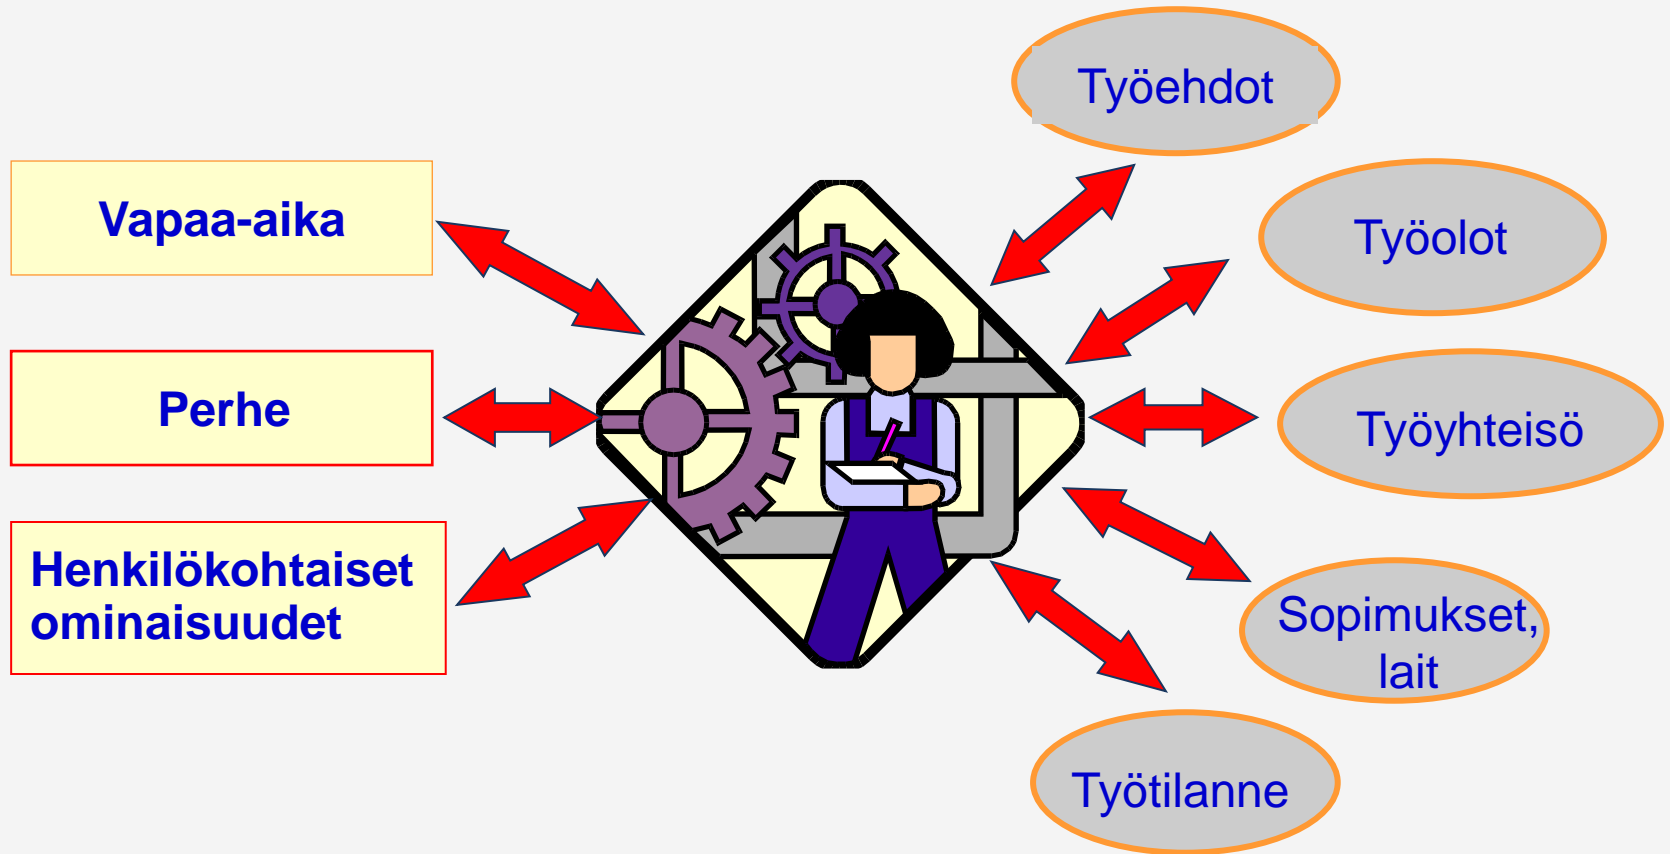 Vapaa-aika
Perhe
Henkilökohtaiset
ominaisuudet
Työehdot
Työolot
Työyhteisö
Sopimukset,
lait
Työtilanne